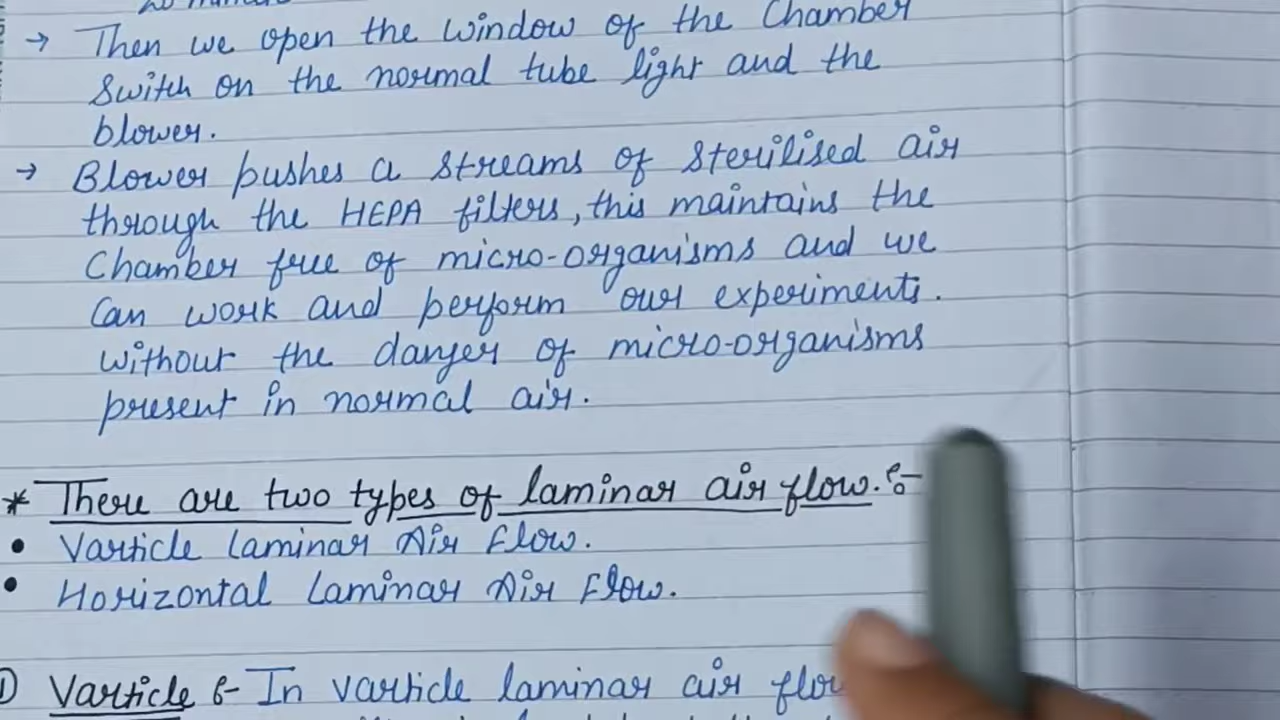 → Then we open the window of the Chamber
Switch on the normal tube light and the
blower.
→ Blower pushes a streams of sterilised air
through the HEPA filters, this maintains the
Chamber free of micro-organisms and we
Can work and perform our experiments.
without the danger of micro-organisms
present in normal air.
* There are two types of laminar air flow. :-
• Varticle Laminar Air Flow.
• Horizontal Laminar Air Flow.
Varticle :- In varticle laminar air